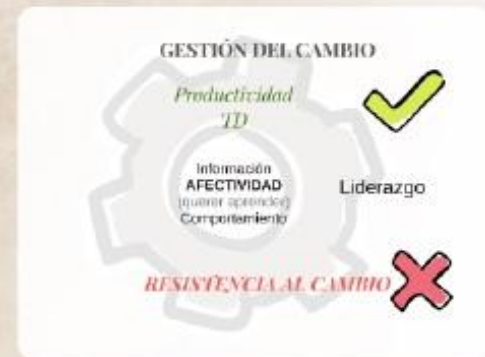 GESTIÓN DEL CAMBIO
Productividad
TD
Información
AFECTIVIDAD
(querer aprender)
Comportamiento
Liderazgo
RESISTENCIA AL CAMBIO